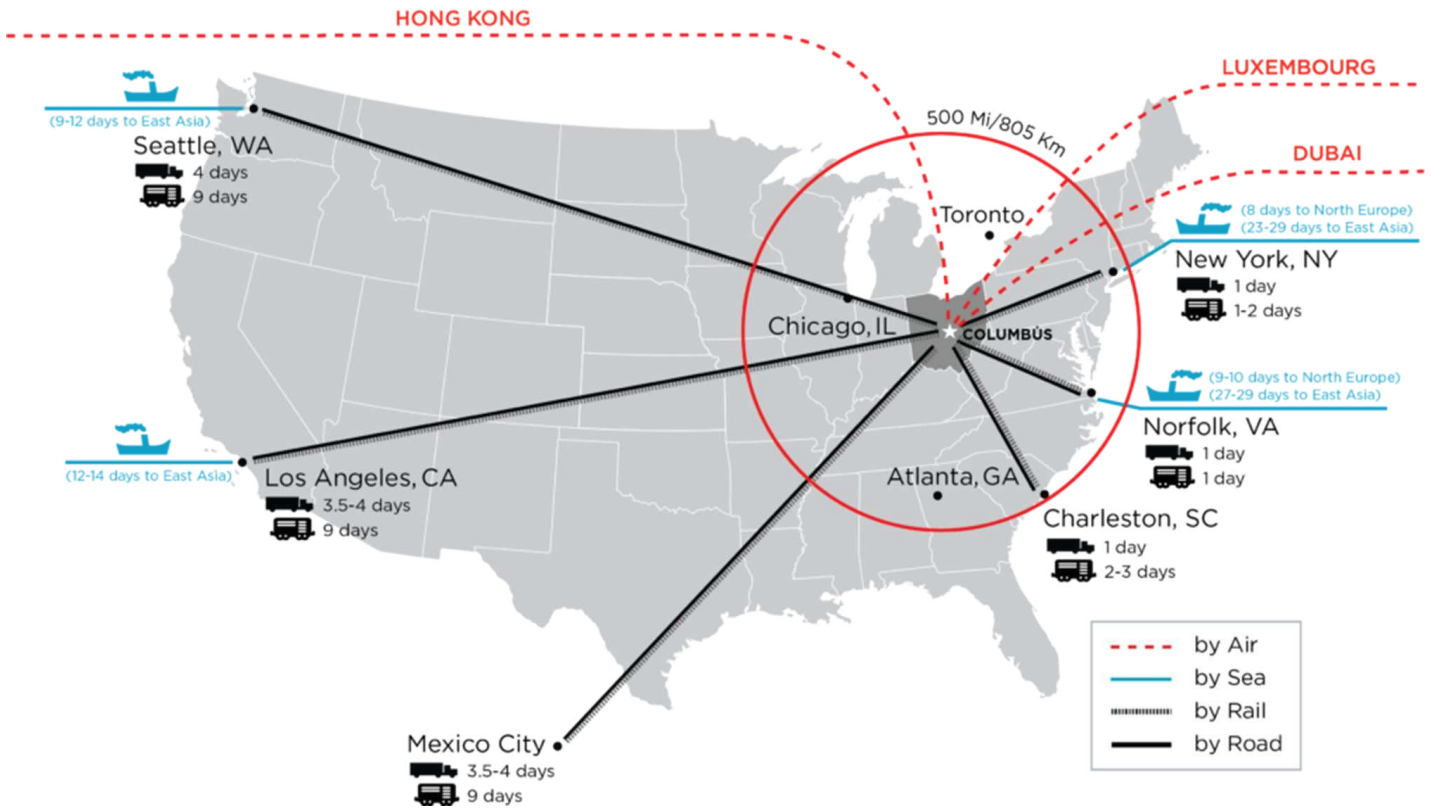 HONG KONG
LUXEMBOURG
500 Mi/805 Km
DUBAI
(9-12 days to East Asia)
Seattle, WA
4 days
9 days
Toronto
(8 days to North Europe)
(23-29 days to East Asia)
New York, NY
1 day
1-2 days
Chicago, IL
COLUMBUS
(9-10 days to North Europe)
(27-29 days to East Asia)
Norfolk, VA
1 day
1 day
(12-14 days to East Asia)
Los Angeles, CA
3.5-4 days
9 days
Atlanta, GA
Charleston, SC
1 day
2-3 days
Mexico City
3.5-4 days
9 days
by Air
by Sea
by Rail
by Road